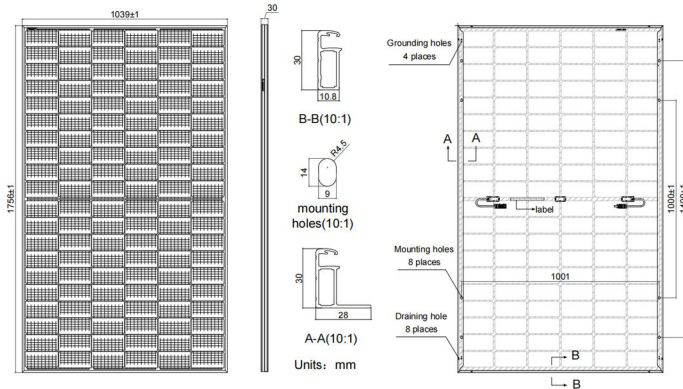 1039±1
30
1756±1
30
10.8
B-B(10:1)
R4.5
14
9
mounting
holes(10:1)
30
28
A-A(10:1)
Units: mm
Grounding holes
4 places
A
A
label
1000±1
Mounting holes
8 places
1001
Draining hole
8 places
B
B